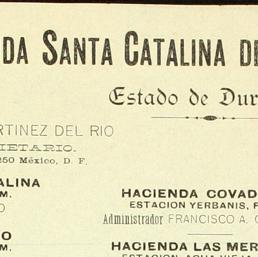 DA SANTA CATALINA DE
Estado de Dur
RTINEZ DEL RIO
IETARIO.
250 México, D. F.
ALINA
M.
O
HACIENDA COVAD
ESTACION YERBANIS, F
Administrador FRANCISCO A. G
O
M.
HACIENDA LAS MER